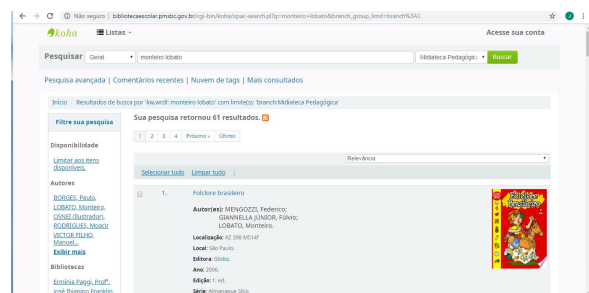 Não seguro | bibliotecaescolar.pmsbc.gov.br/cgi-bin/koha/opac-search.pl?q=monteiro+lobato&branch_group_limit=branch%3A1
koha Listas Acesse sua conta
Pesquisar Geral monteiro lobato Midiateca Pedagógic Buscar
Pesquisa avançada | Comentários recentes | Nuvem de tags | Mais consultados
Início Resultados de busca por 'kw,wrdl: monteiro lobato' com limite(s): 'branch:Midiateca Pedagógica'
Filtre sua pesquisa
Disponibilidade
Limitar aos itens
disponíveis.
Autores
BORGES, Paulo,
LOBATO, Monteiro,
OSNEI (Ilustrador),
RODRIGUES, Moacir
VICTOR FILHO,
Manoel...
Exibir mais
Bibliotecas
Erminia Paggi, Profª.
José Ibiapino Franklin
Sua pesquisa retornou 61 resultados.
1 2 3 4 Próximo» Último
Relevância
Selecionar tudo Limpar tudo |
1. Folclore brasileiro
Autor(es): MENGOZZI, Federico;
GIANNELLA JÚNIOR, Fúlvio;
LOBATO, Monteiro.
Localização: AZ 398 M514f
Local: São Paulo.
Editora: Globo.
Ano: 2006.
Edição: 1. ed.
Série: Almanaque Sítio
Folclore
Brasileiro